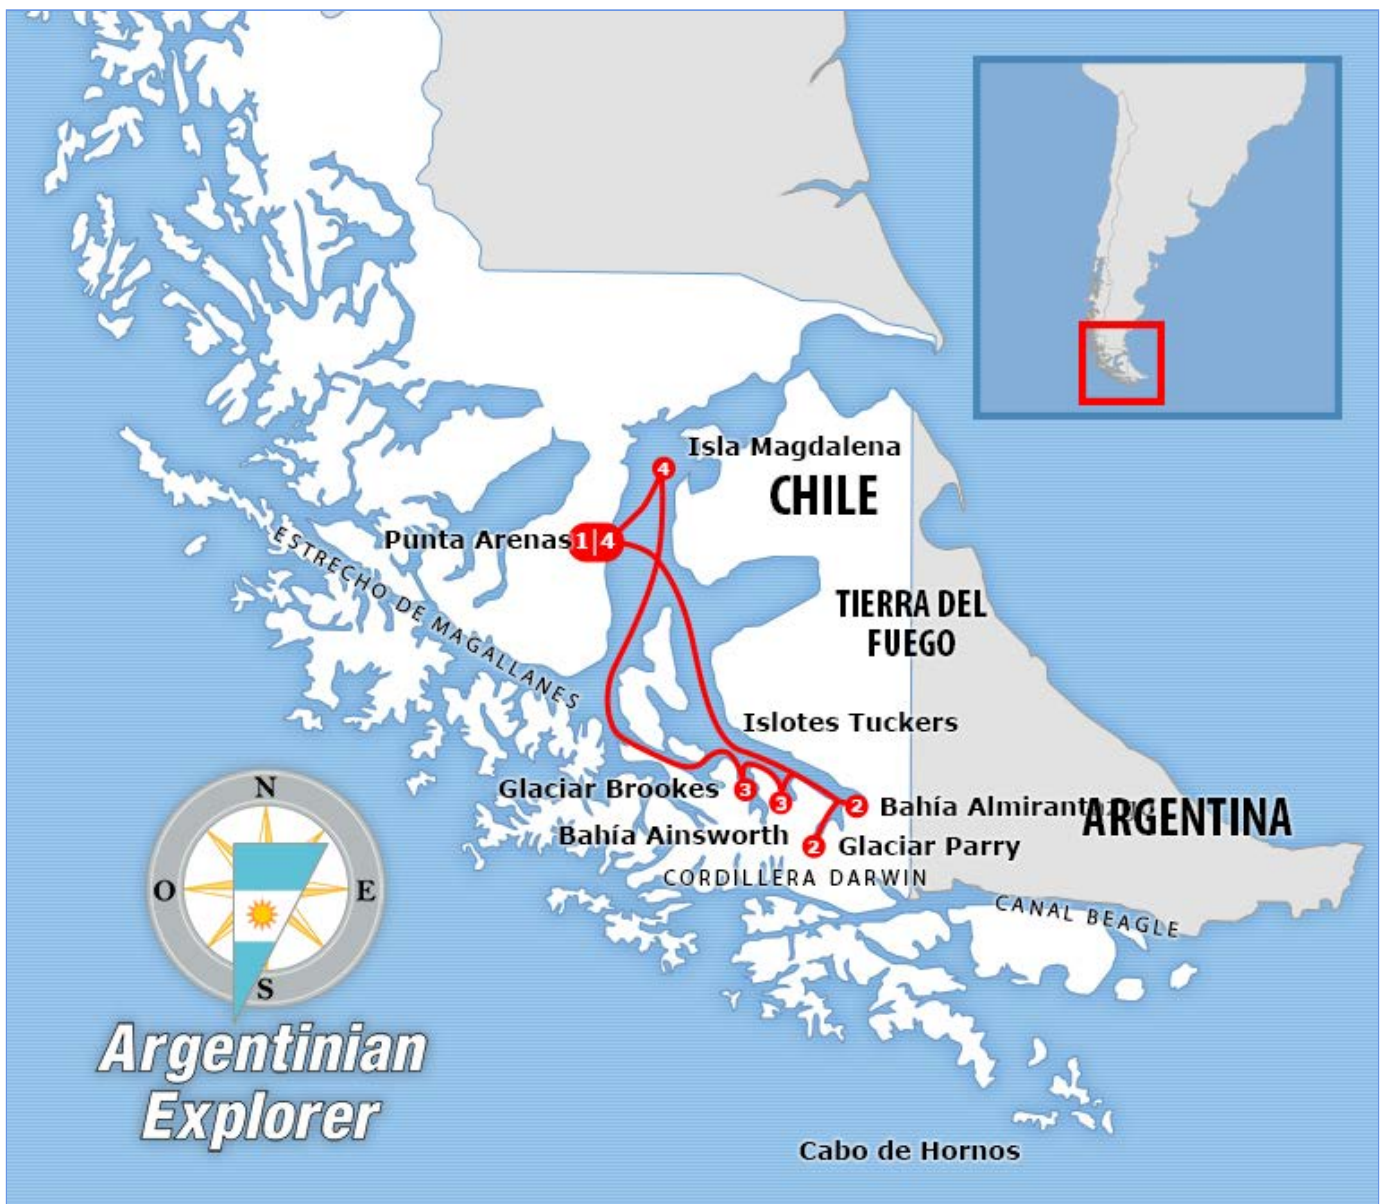 Isla Magdalena
4
CHILE
Punta Arenas
1|4
ESTRECHO DE MAGALLANES
TIERRA DEL
FUEGO
Islotes Tuckers
Glaciar Brookes
3
3
2
Bahía
ARGENTINA
Bahía Ainsworth
2
Glaciar Parry
CORDILLERA DARWIN
CANAL BEAGLE
N
O
E
S
Argentinian
Explorer
Cabo de Hornos